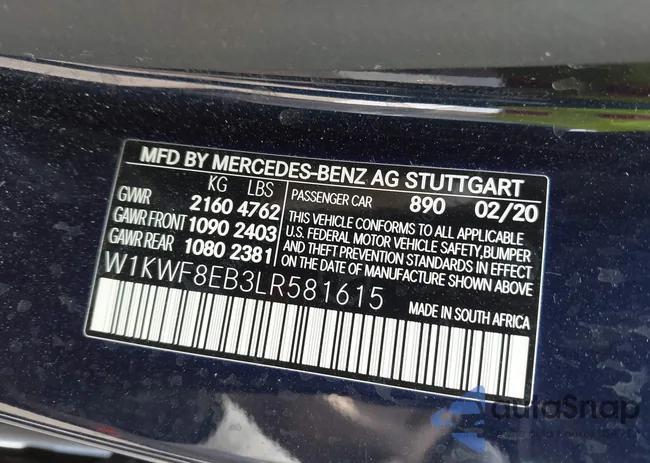 MFD BY MERCEDES-BENZ AG STUTTGART
KG LBS
GVWR 2160 4762
GAWR FRONT 1090 2403
GAWR REAR 1080 2381
PASSENGER CAR 890 02/20
THIS VEHICLE CONFORMS TO ALL APPLICABLE
U.S. FEDERAL MOTOR VEHICLE SAFETY,BUMPER
AND THEFT PREVENTION STANDARDS IN EFFECT
ON THE DATE OF MANUFACTURE SHOWN ABOVE
W1KWF8EB3LR581615
MADE IN SOUTH AFRICA
autoSnap